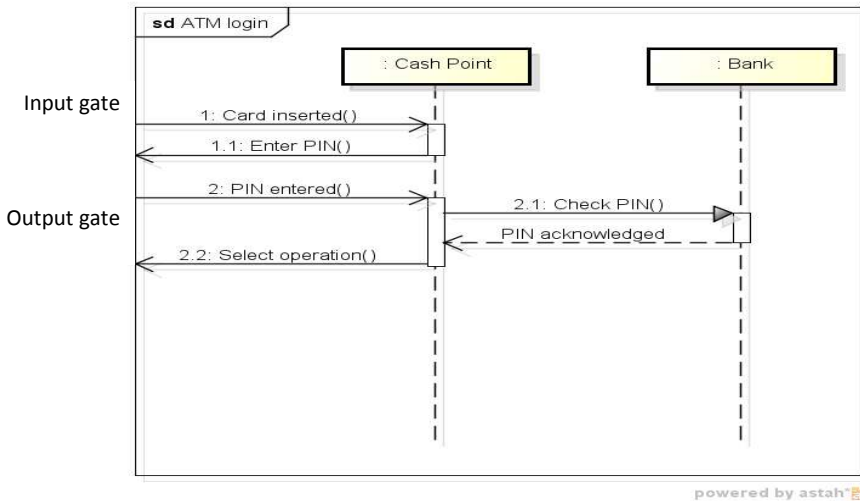 sd ATM login
: Cash Point
: Bank
Input gate
1: Card inserted()
1.1: Enter PIN()
2: PIN entered()
2.1: Check PIN()
Output gate
PIN acknowledged
2.2: Select operation()
powered by astah*